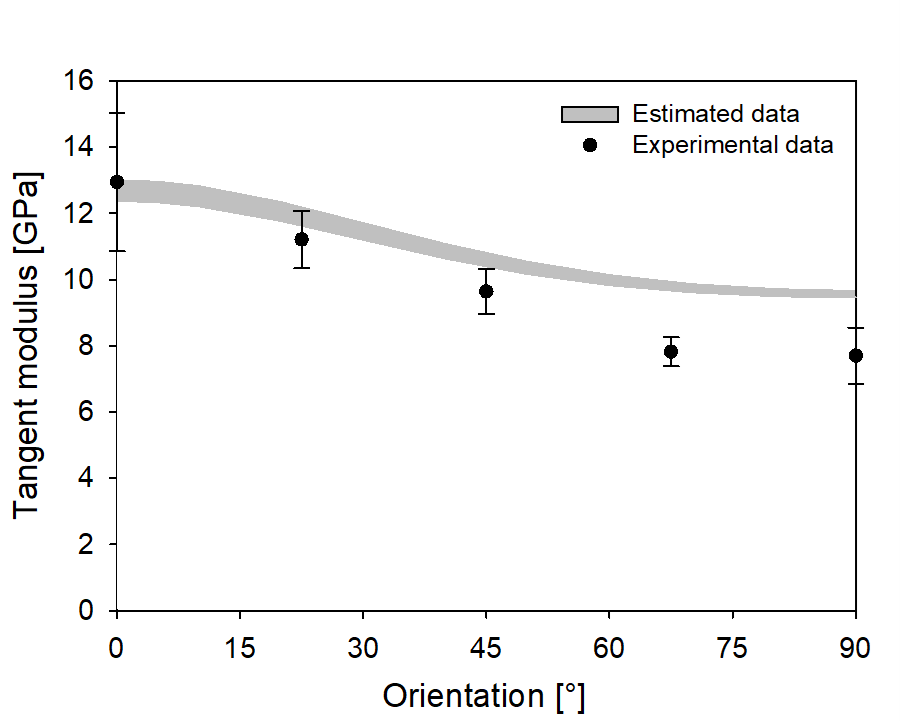 Tangent modulus [GPa]
16
14
12
10
8
6
4
2
0
Estimated data
Experimental data
0 15 30 45 60 75 90
Orientation [°]